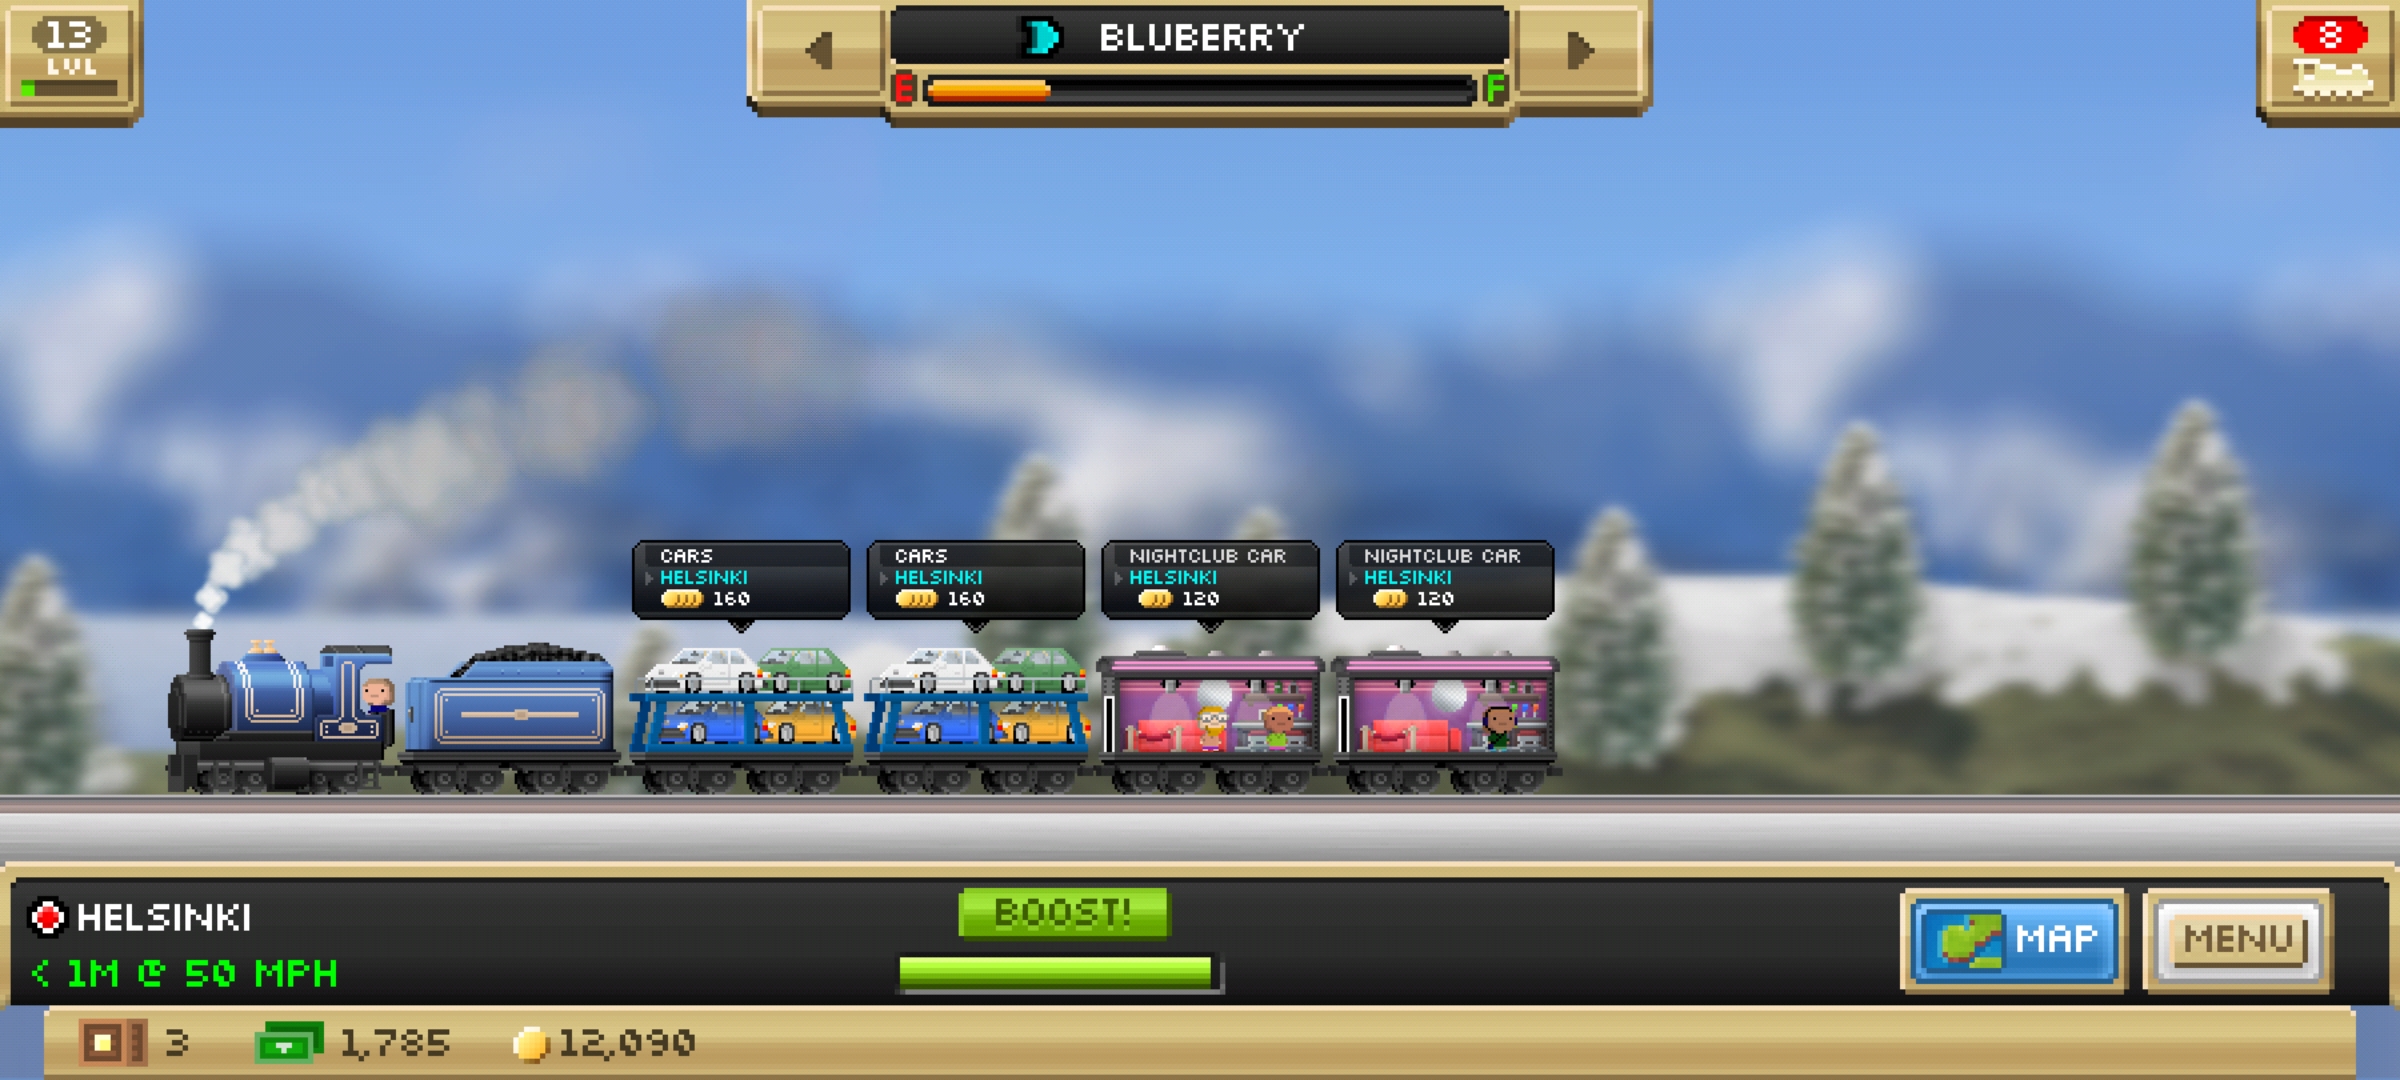 13
LVL
BLUBERRY
E
F
8
CARS
HELSINKI
160
CARS
HELSINKI
160
NIGHTCLUB CAR
HELSINKI
120
NIGHTCLUB CAR
HELSINKI
120
HELSINKI
< 1M @ 50 MPH
BOOST!
MAP
MENU
3
1,785
12,090